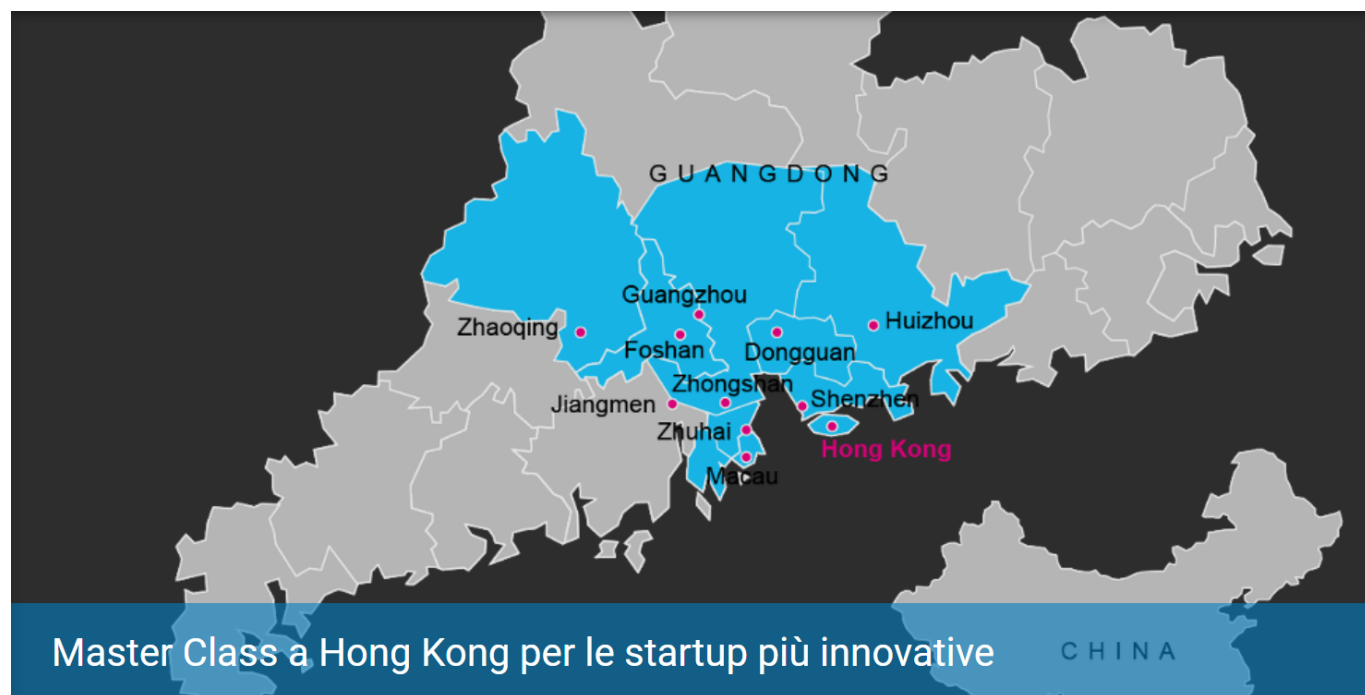 GUANGDONG
Guangzhou
Huizhou
Zhaoqing
Foshan
Dongguan
Zhongshan
Jiangmen
Shenzhen
Zhuhai
Hong Kong
Macau
CHINA
Master Class a Hong Kong per le startup più innovative